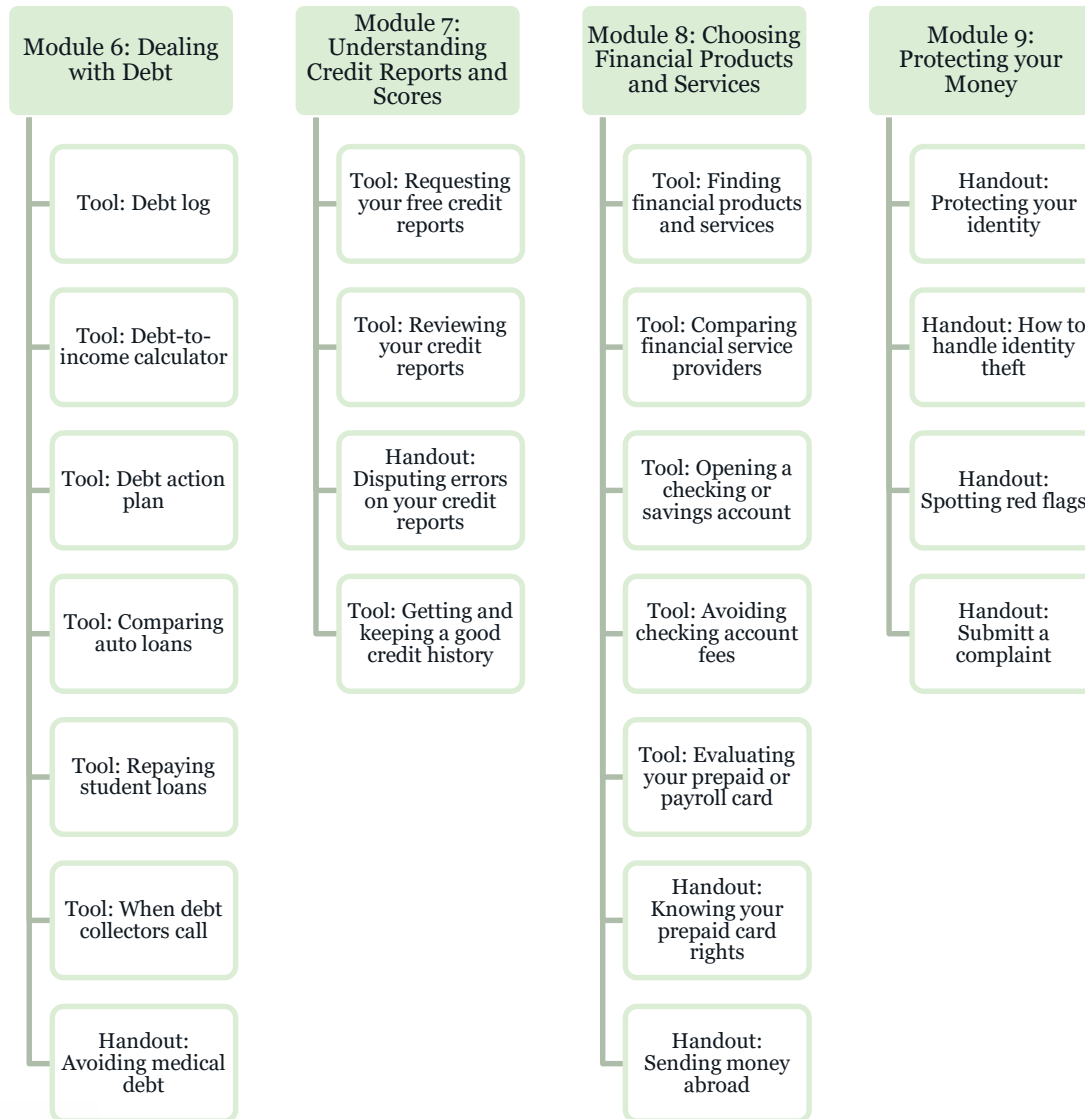 Module 6: Dealing
with Debt
Tool: Debt log
Tool: Debt-to-
income calculator
Tool: Debt action
plan
Tool: Comparing
auto loans
Tool: Repaying
student loans
Tool: When debt
collectors call
Handout:
Avoiding medical
debt
Module 7:
Understanding
Credit Reports and
Scores
Tool: Requesting
your free credit
reports
Tool: Reviewing
your credit
reports
Handout:
Disputing errors
on your credit
reports
Tool: Getting and
keeping a good
credit history
Module 8: Choosing
Financial Products
and Services
Tool: Finding
financial products
and services
Tool: Comparing
financial service
providers
Tool: Opening a
checking or
savings account
Tool: Avoiding
checking account
fees
Tool: Evaluating
your prepaid or
payroll card
Handout:
Knowing your
prepaid card
rights
Handout:
Sending money
abroad
Module 9:
Protecting your
Money
Handout:
Protecting your
identity
Handout: How to
handle identity
theft
Handout:
Spotting red flags
Handout:
Submitt a
complaint